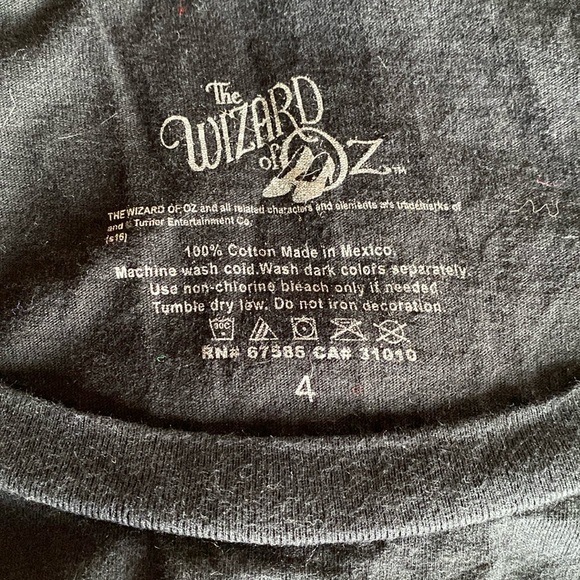 The
WIZARD
of OZ™
THE WIZARD OF OZ and all related characters and elements are trademarks of
and © Turner Entertainment Co.
(s16)
100% Cotton Made in Mexico.
Machine wash cold.Wash dark colors separately.
Use non-chlorine bleach only if needed
Tumble dry low. Do not iron decoration.
30C
RN# 67585 CA# 31010
4